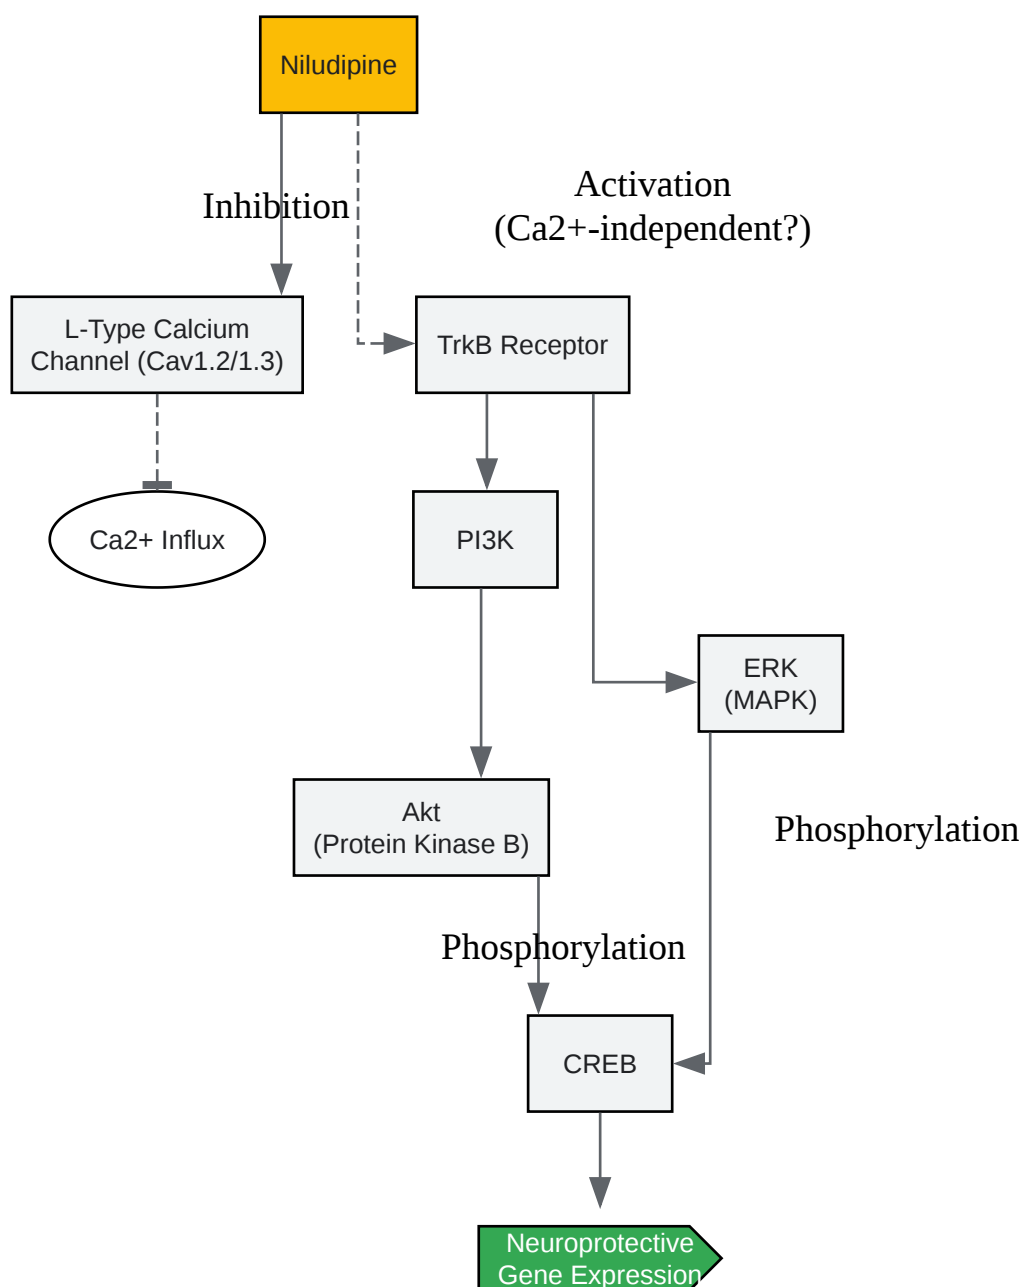 Niludipine
Activation
Inhibition
(Ca2+-independent?)
L-Type Calcium
Channel (Cav1.2/1.3)
TrkB Receptor
Ca2+ Influx
PI3K
ERK
(MAPK)
Akt
(Protein Kinase B)
Phosphorylation
Phosphorylation
CREB
Neuroprotective
Gene Expression